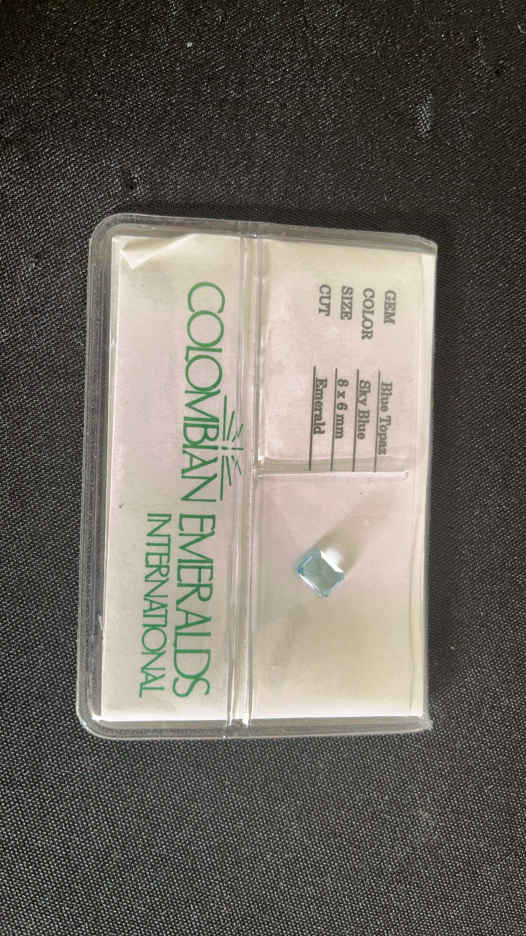 GEM Blue Topaz
COLOR Sky Blue
SIZE 8 x 6 mm
CUT Emerald
COLOMBIAN EMERALDS
INTERNATIONAL